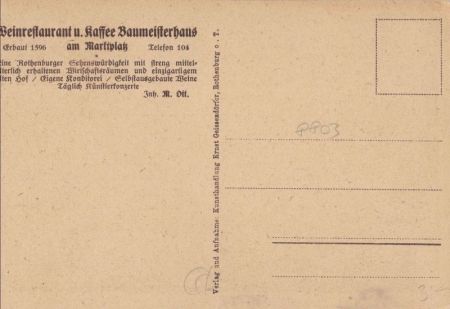 Weinrestaurant u. Kaffee Baumeisterhaus
Erbaut 1596 am Marktplatz Telefon 104
Eine Rothenburger Sehenswürdigkeit mit streng mittel-
alterlich erhaltenen Wirtschaftsräumen und einzigartigem
alten Hof / Eigene Konditorei / Selbstausgebaute Weine
Täglich Künstlerkonzerte
Inh. M. Ott.
Verlag und Aufnahme: Kunsthandlung Ernst Geissendörfer, Rothenburg o. T.